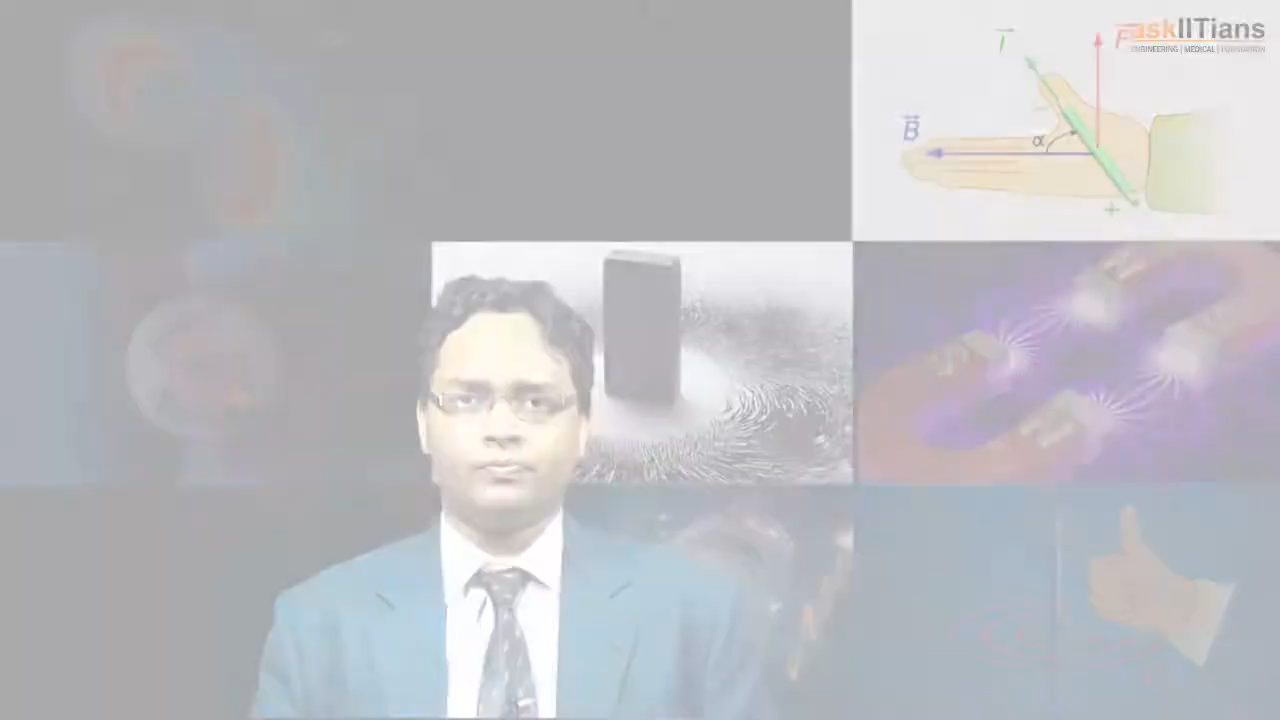 askIITians
ENGINEERING | MEDICAL | FOUNDATION
I
F
B
α
+